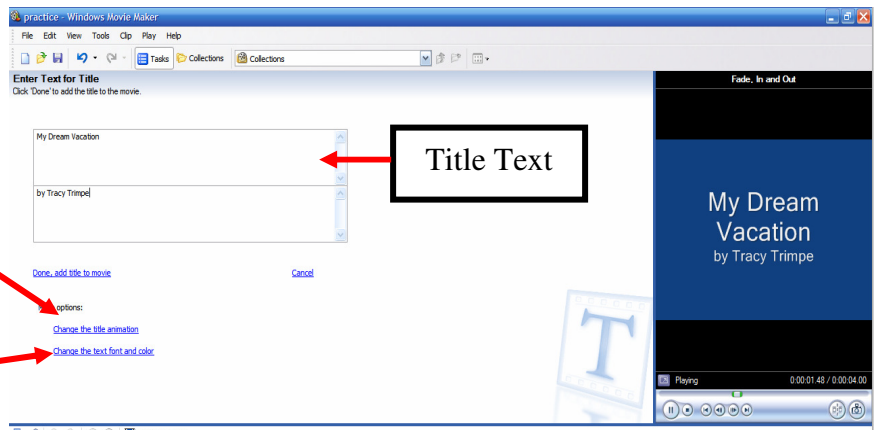 practice - Windows Movie Maker
File Edit View Tools Clip Play Help
Tasks Collections Collections
Enter Text for Title
Click 'Done' to add the title to the movie.
Fade, In and Out
My Dream Vacation
Title Text
by Tracy Trimpe
My Dream
Vacation
by Tracy Trimpe
Done, add title to movie Cancel
options:
Change the title animation
Change the text font and color
T
Playing 0:00:01.48 / 0:00:04.00